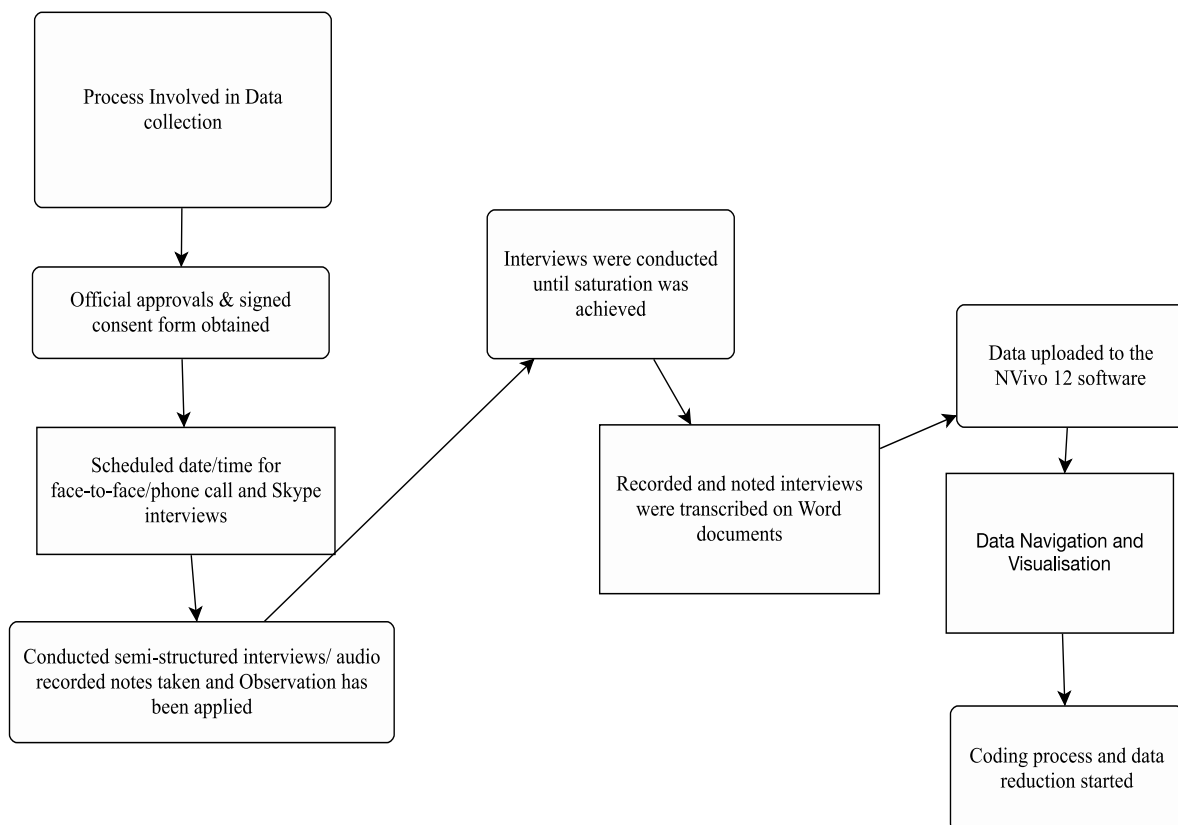 Process Involved in Data
collection
Official approvals & signed
consent form obtained
Scheduled date/time for
face-to-face/phone call and Skype
interviews
Conducted semi-structured interviews/ audio
recorded notes taken and Observation has
been applied
Interviews were conducted
until saturation was
achieved
Recorded and noted interviews
were transcribed on Word
documents
Data uploaded to the
NVivo 12 software
Data Navigation and
Visualisation
Coding process and data
reduction started